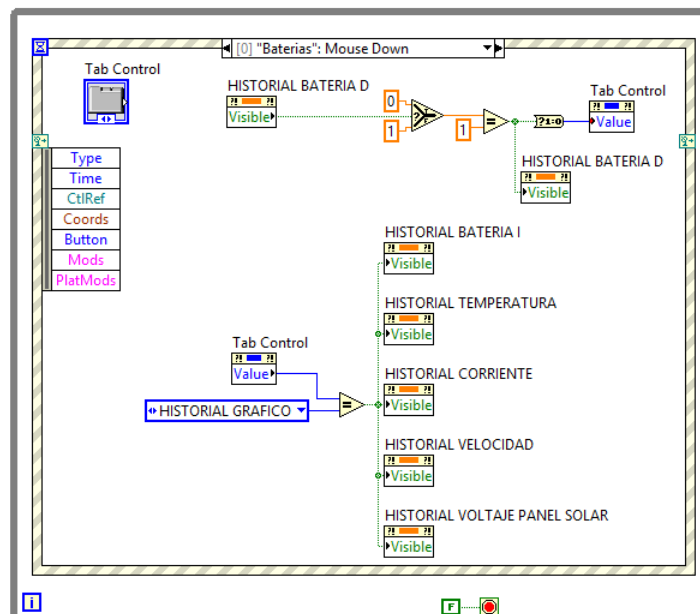 [0] "Baterias": Mouse Down
Tab Control
HISTORIAL BATERIA D
Visible
0
1
?
F
1
=
?1:0
Tab Control
Value
HISTORIAL BATERIA D
Visible
Type
Time
CtlRef
Coords
Button
Mods
PlatMods
HISTORIAL BATERIA I
Visible
HISTORIAL TEMPERATURA
Visible
Tab Control
Value
HISTORIAL GRAFICO
=
HISTORIAL CORRIENTE
Visible
HISTORIAL VELOCIDAD
Visible
HISTORIAL VOLTAJE PANEL SOLAR
Visible
i
F